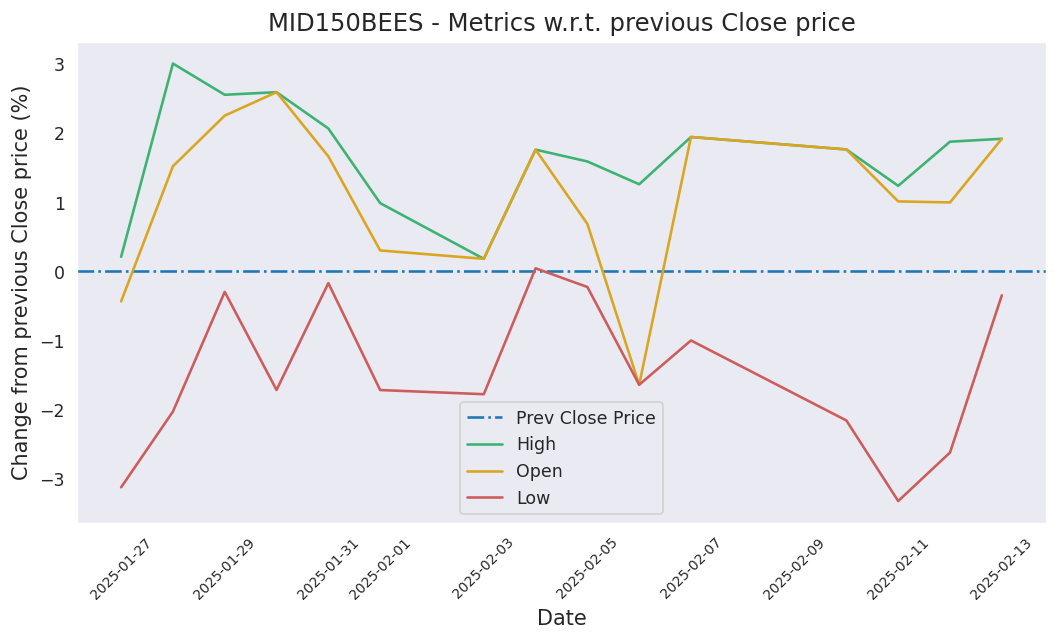 MID150BEES - Metrics w.r.t. previous Close price
Change from previous Close price (%)
3
2
1
0
−1
−2
−3
Prev Close Price
High
Open
Low
2025-01-27
2025-01-29
2025-01-31
2025-02-01
2025-02-03
2025-02-05
2025-02-07
2025-02-09
2025-02-11
2025-02-13
Date